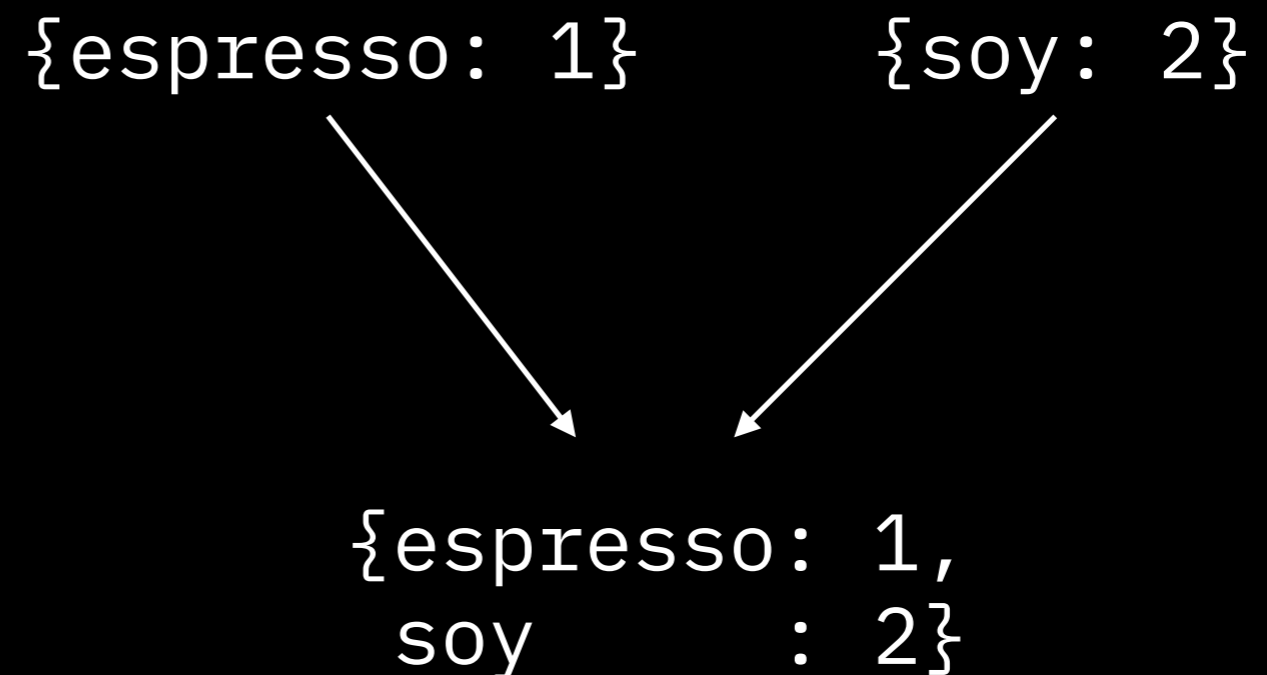 {espresso: 1} {soy: 2}
{espresso: 1,
soy : 2}